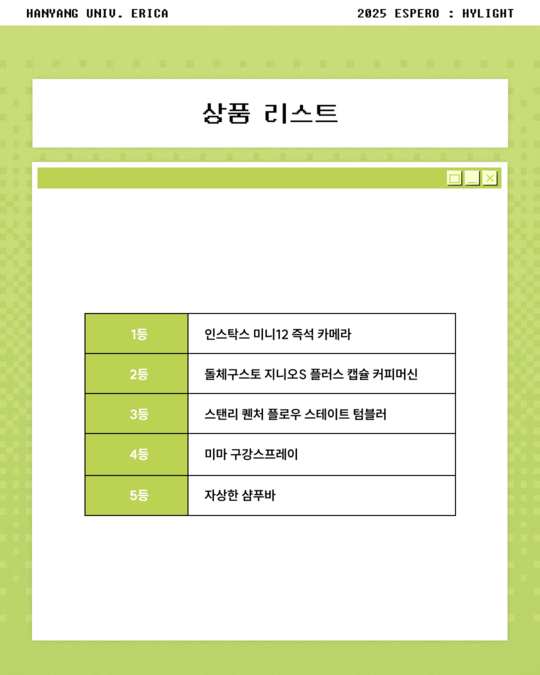 HANYANG UNIV. ERICA
2025 ESPERO : HYLIGHT
상품 리스트
1등 인스탁스 미니12 즉석 카메라
2등 돌체구스토 지니오S 플러스 캡슐 커피머신
3등 스탠리 퀜처 플로우 스테이트 텀블러
4등 미마 구강스프레이
5등 자상한 샴푸바